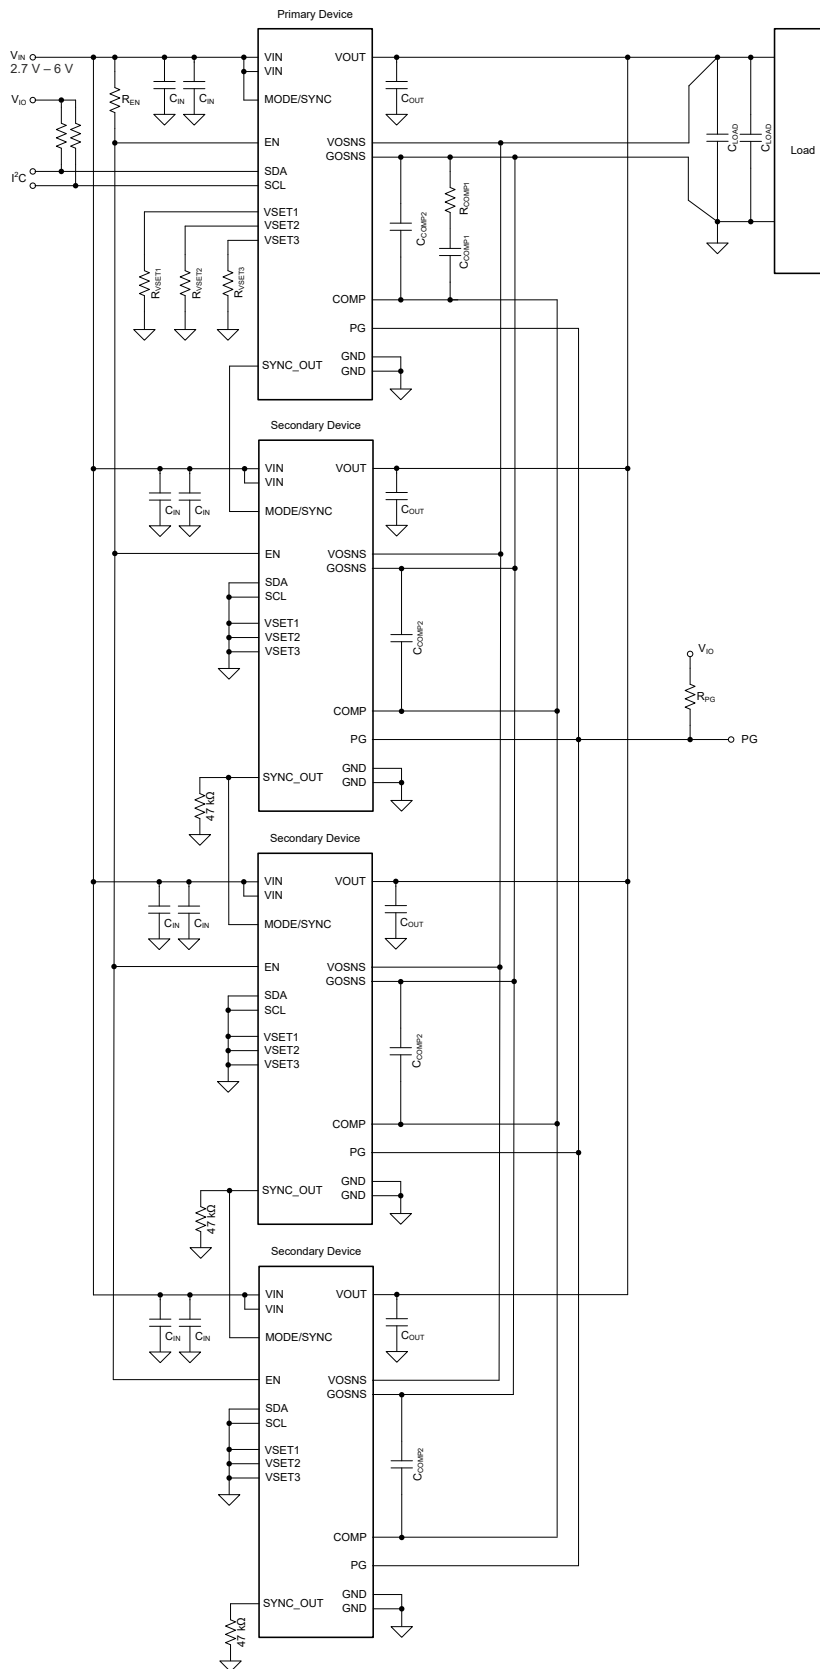 Primary Device
VIN
2.7 V – 6 V
VIN
VIN
VOUT
REN
CIN
CIN
COUT
MODE/SYNC
VIO
EN
VOSNS
GOSNS
CLOAD
CLOAD
Load
I2C
SDA
SCL
VSET1
VSET2
VSET3
CCOMP2
RCOMP1
CCOMP1
RVSET1
RVSET2
RVSET3
COMP
PG
SYNC_OUT
GND
GND
Secondary Device
VIN
VIN
VOUT
CIN
CIN
COUT
MODE/SYNC
EN
VOSNS
GOSNS
SDA
SCL
VSET1
VSET2
VSET3
CCOMP2
VIO
RPG
COMP
PG
PG
SYNC_OUT
GND
GND
47 kΩ
Secondary Device
VIN
VIN
VOUT
CIN
CIN
COUT
MODE/SYNC
EN
VOSNS
GOSNS
SDA
SCL
VSET1
VSET2
VSET3
CCOMP2
COMP
PG
SYNC_OUT
GND
GND
47 kΩ
Secondary Device
VIN
VIN
VOUT
CIN
CIN
COUT
MODE/SYNC
EN
VOSNS
GOSNS
SDA
SCL
VSET1
VSET2
VSET3
CCOMP2
COMP
PG
SYNC_OUT
GND
GND
47 kΩ